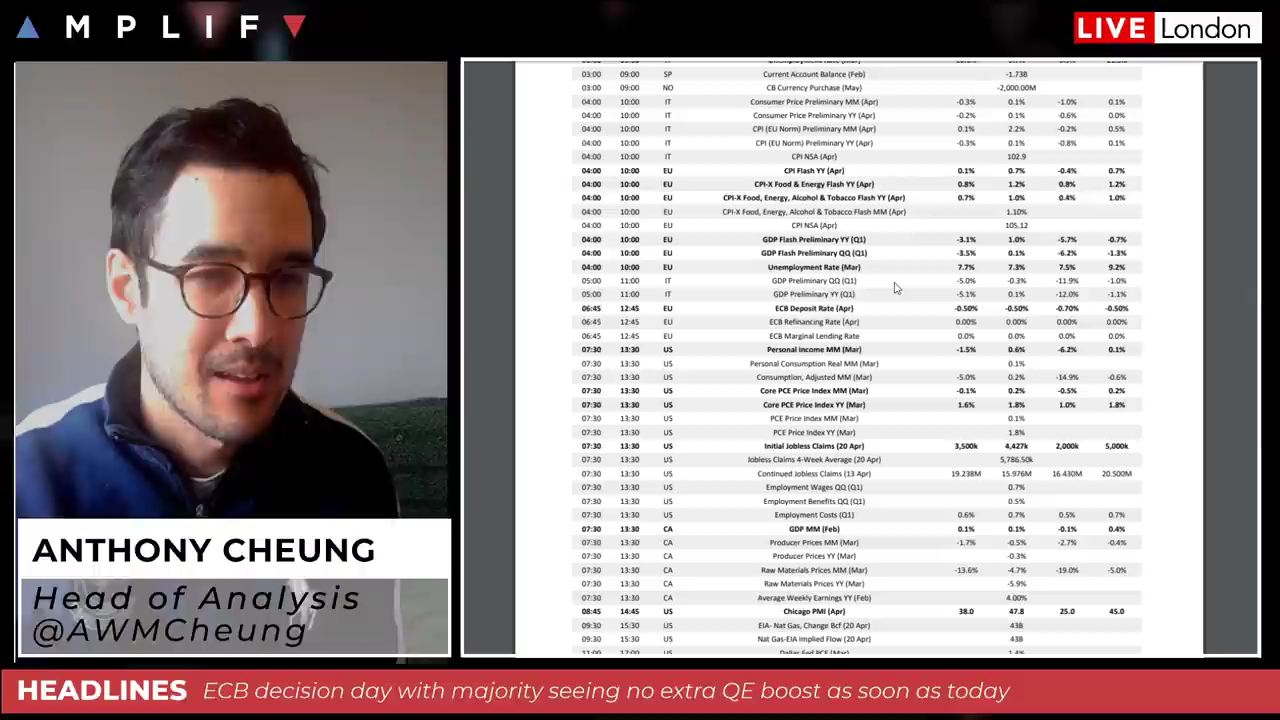 AMPLIFY
LIVE London
03:00 09:00 SP Current Account Balance (Feb) -1.73B
03:00 09:00 NO CB Currency Purchase (May) -2,000.00M
04:00 10:00 IT Consumer Price Preliminary MM (Apr) -0.3% 0.1% -1.0% 0.1%
04:00 10:00 IT Consumer Price Preliminary YY (Apr) -0.2% 0.1% -0.6% 0.0%
04:00 10:00 IT CPI (EU Norm) Preliminary MM (Apr) 0.1% 2.2% -0.2% 0.5%
04:00 10:00 IT CPI (EU Norm) Preliminary YY (Apr) -0.3% 0.1% -0.8% 0.1%
04:00 10:00 IT CPI NSA (Apr) 102.9
04:00 10:00 EU CPI Flash YY (Apr) 0.1% 0.7% -0.4% 0.7%
04:00 10:00 EU CPI-X Food & Energy Flash YY (Apr) 0.8% 1.2% 0.8% 1.2%
04:00 10:00 EU CPI-X Food, Energy, Alcohol & Tobacco Flash YY (Apr) 0.7% 1.0% 0.4% 1.0%
04:00 10:00 EU CPI-X Food, Energy, Alcohol & Tobacco Flash MM (Apr) 1.10%
04:00 10:00 EU CPI NSA (Apr) 105.12
04:00 10:00 EU GDP Flash Preliminary YY (Q1) -3.1% 1.0% -5.7% -0.7%
04:00 10:00 EU GDP Flash Preliminary QQ (Q1) -3.5% 0.1% -6.2% -1.3%
04:00 10:00 EU Unemployment Rate (Mar) 7.7% 7.3% 7.5% 9.2%
05:00 11:00 IT GDP Preliminary QQ (Q1) -5.0% -0.3% -11.9% -1.0%
05:00 11:00 IT GDP Preliminary YY (Q1) -5.1% 0.1% -12.0% -1.1%
06:45 12:45 EU ECB Deposit Rate (Apr) -0.50% -0.50% -0.70% -0.50%
06:45 12:45 EU ECB Refinancing Rate (Apr) 0.00% 0.00% 0.00% 0.00%
06:45 12:45 EU ECB Marginal Lending Rate 0.0% 0.0% 0.0% 0.0%
07:30 13:30 US Personal Income MM (Mar) -1.5% 0.6% -6.2% 0.1%
07:30 13:30 US Personal Consumption Real MM (Mar) 0.1%
07:30 13:30 US Consumption, Adjusted MM (Mar) -5.0% 0.2% -14.9% -0.6%
07:30 13:30 US Core PCE Price Index MM (Mar) -0.1% 0.2% -0.5% 0.2%
07:30 13:30 US Core PCE Price Index YY (Mar) 1.6% 1.8% 1.0% 1.8%
07:30 13:30 US PCE Price Index MM (Mar) 0.1%
07:30 13:30 US PCE Price Index YY (Mar) 1.8%
07:30 13:30 US Initial Jobless Claims (20 Apr) 3,500k 4,427k 2,000k 5,000k
07:30 13:30 US Jobless Claims 4-Week Average (20 Apr) 5,786.50k
07:30 13:30 US Continued Jobless Claims (13 Apr) 19.238M 15.976M 16.430M 20.500M
07:30 13:30 US Employment Wages QQ (Q1) 0.7%
07:30 13:30 US Employment Benefits QQ (Q1) 0.5%
07:30 13:30 US Employment Costs (Q1) 0.6% 0.7% 0.5% 0.7%
07:30 13:30 CA GDP MM (Feb) 0.1% 0.1% -0.1% 0.4%
07:30 13:30 CA Producer Prices MM (Mar) -1.7% -0.5% -2.7% -0.4%
07:30 13:30 CA Producer Prices YY (Mar) -0.3%
07:30 13:30 CA Raw Materials Prices MM (Mar) -13.6% -4.7% -19.0% -5.0%
07:30 13:30 CA Raw Materials Prices YY (Mar) -5.9%
07:30 13:30 CA Average Weekly Earnings YY (Feb) 4.00%
08:45 14:45 US Chicago PMI (Apr) 38.0 47.8 25.0 45.0
09:30 15:30 US EIA- Nat Gas, Change Bcf (20 Apr) 43B
09:30 15:30 US Nat Gas-EIA Implied Flow (20 Apr) 43B
11:00 17:00 US Dallas Fed PCE (Mar) 1.4%
ANTHONY CHEUNG
Head of Analysis
@AWMCheung
HEADLINES ECB decision day with majority seeing no extra QE boost as soon as today